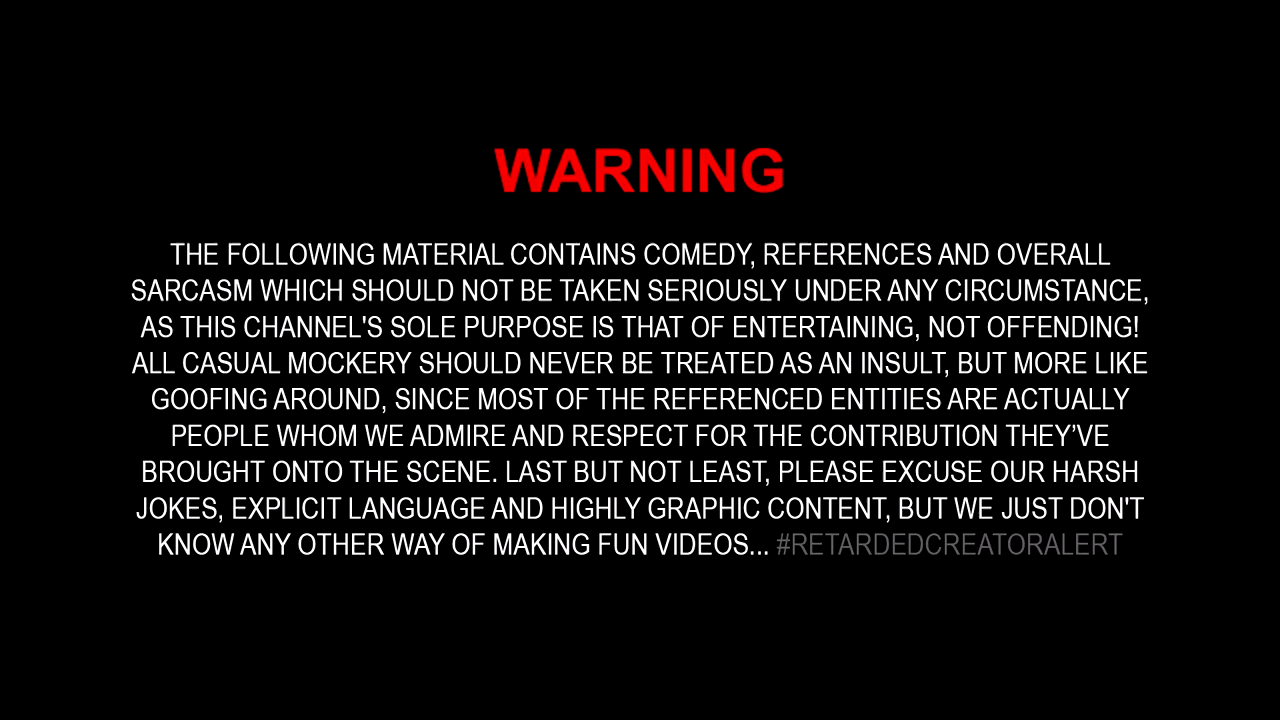 WARNING
THE FOLLOWING MATERIAL CONTAINS COMEDY, REFERENCES AND OVERALL
SARCASM WHICH SHOULD NOT BE TAKEN SERIOUSLY UNDER ANY CIRCUMSTANCE,
AS THIS CHANNEL'S SOLE PURPOSE IS THAT OF ENTERTAINING, NOT OFFENDING!
ALL CASUAL MOCKERY SHOULD NEVER BE TREATED AS AN INSULT, BUT MORE LIKE
GOOFING AROUND, SINCE MOST OF THE REFERENCED ENTITIES ARE ACTUALLY
PEOPLE WHOM WE ADMIRE AND RESPECT FOR THE CONTRIBUTION THEY’VE
BROUGHT ONTO THE SCENE. LAST BUT NOT LEAST, PLEASE EXCUSE OUR HARSH
JOKES, EXPLICIT LANGUAGE AND HIGHLY GRAPHIC CONTENT, BUT WE JUST DON'T
KNOW ANY OTHER WAY OF MAKING FUN VIDEOS... #RETARDEDCREATORALERT